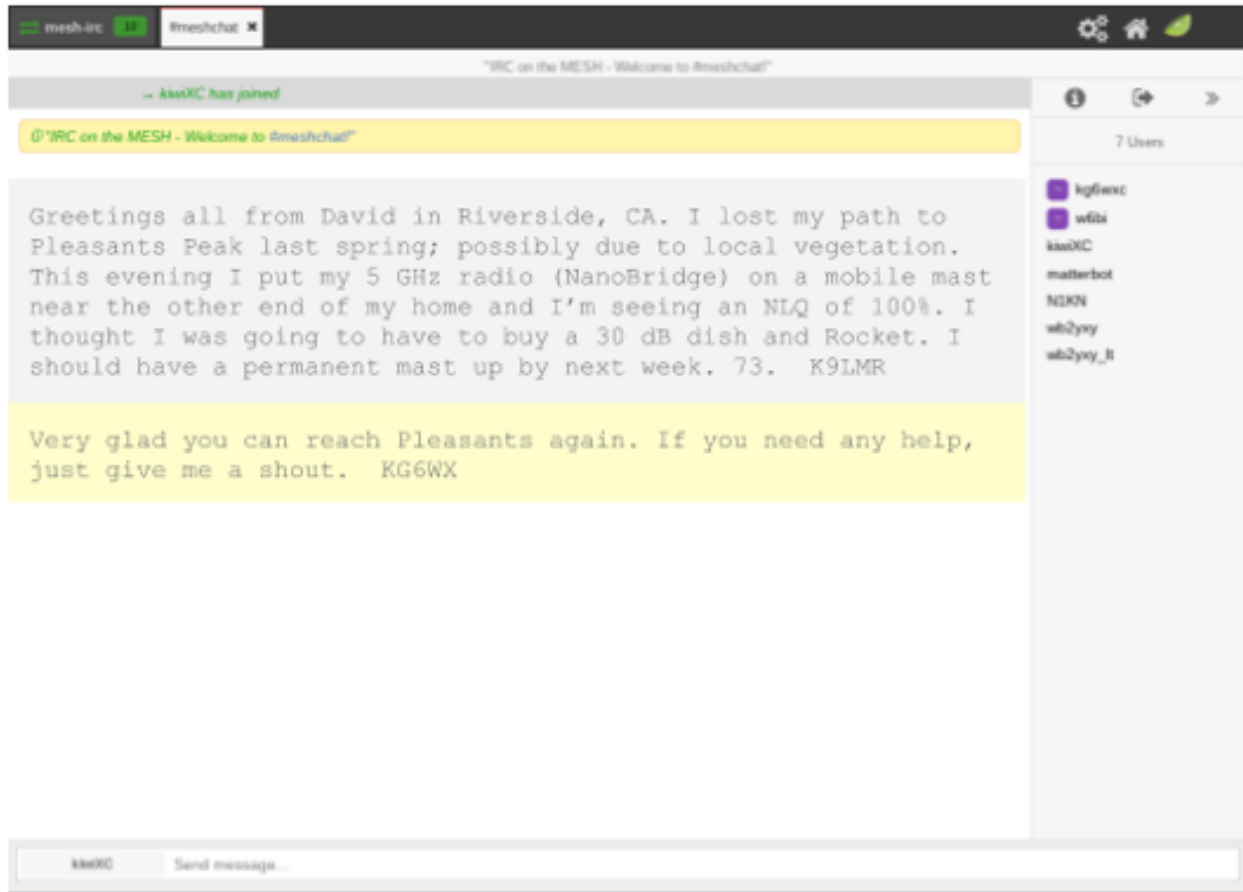 mesh-irc 10 #meshchat
"IRC on the MESH - Welcome to #meshchat!"
→ kiwiXC has joined
"IRC on the MESH - Welcome to #meshchat!"
Greetings all from David in Riverside, CA. I lost my path to
Pleasants Peak last spring; possibly due to local vegetation.
This evening I put my 5 GHz radio (NanoBridge) on a mobile mast
near the other end of my home and I'm seeing an NLQ of 100%. I
thought I was going to have to buy a 30 dB dish and Rocket. I
should have a permanent mast up by next week. 73. K9LMR
Very glad you can reach Pleasants again. If you need any help,
just give me a shout. KG6WX
7 Users
kg6wxc
w6bi
kiwiXC
matterbot
N1KN
wb2yxy
wb2yxy_lt
kiwiXC Send message...